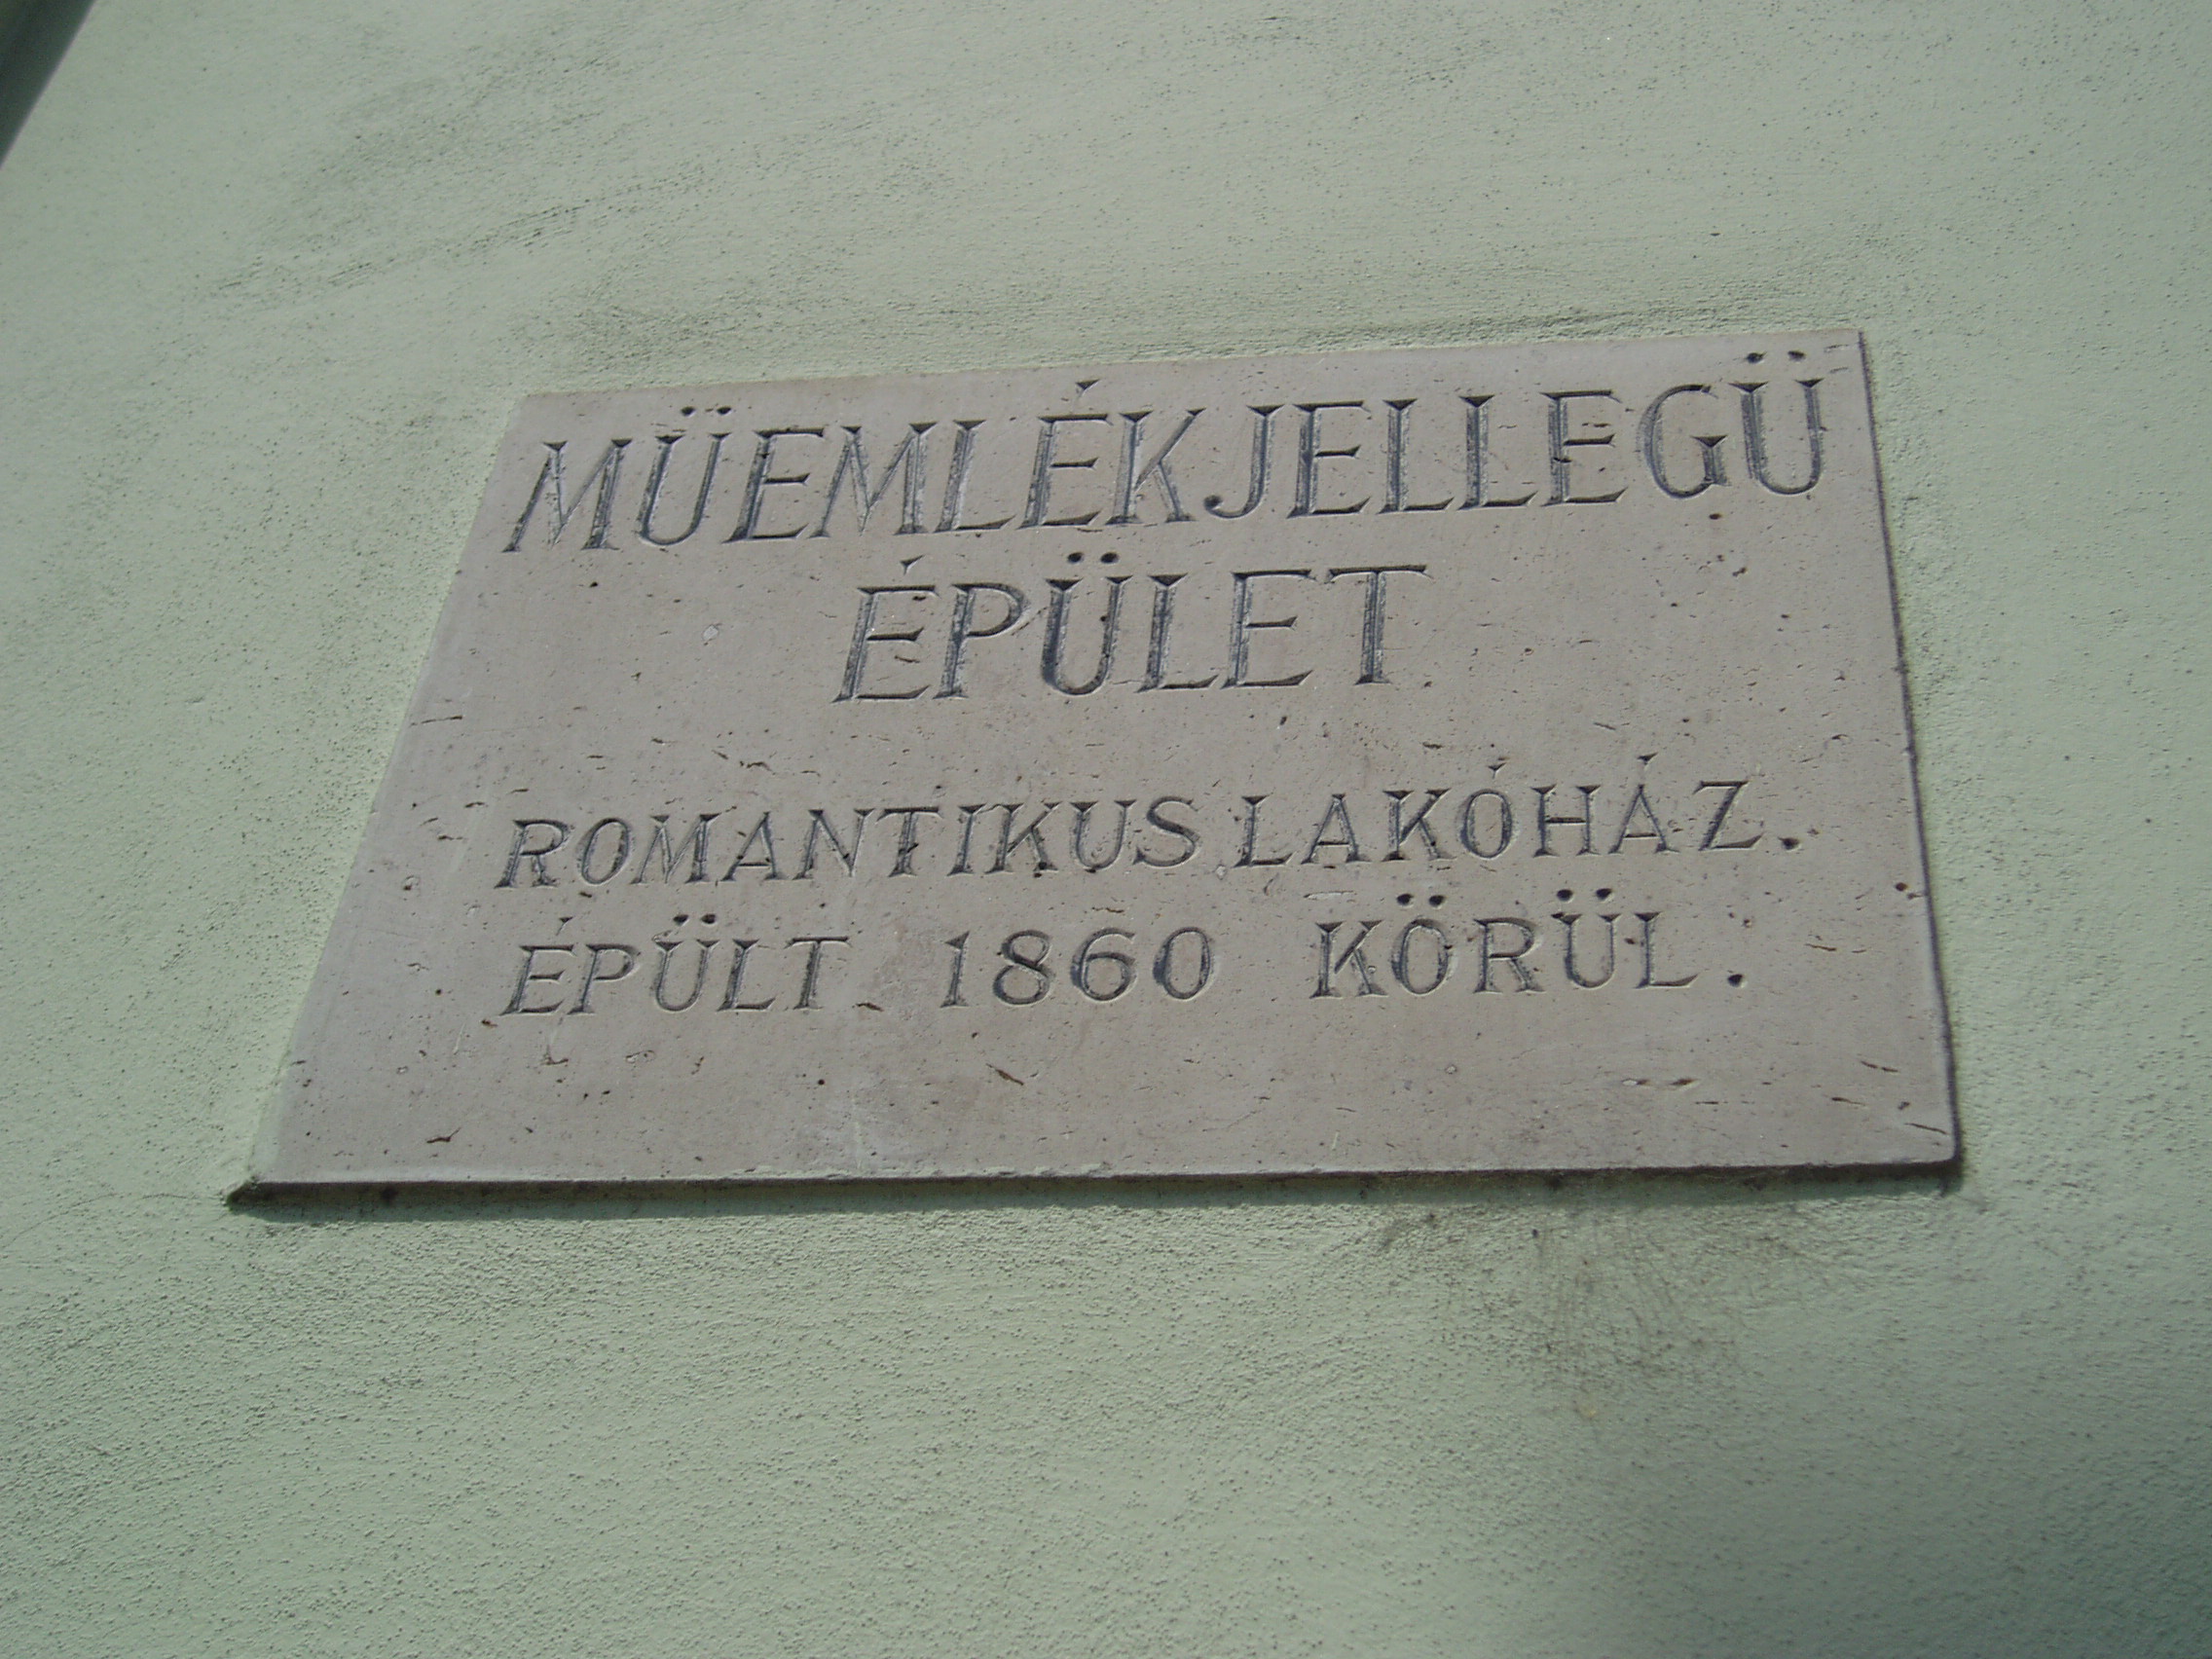 MÜEMLÉKJELLEGÜ
ÉPÜLET
ROMANTIKUS LAKÓHÁZ.
ÉPÜLT 1860 KÖRÜL.